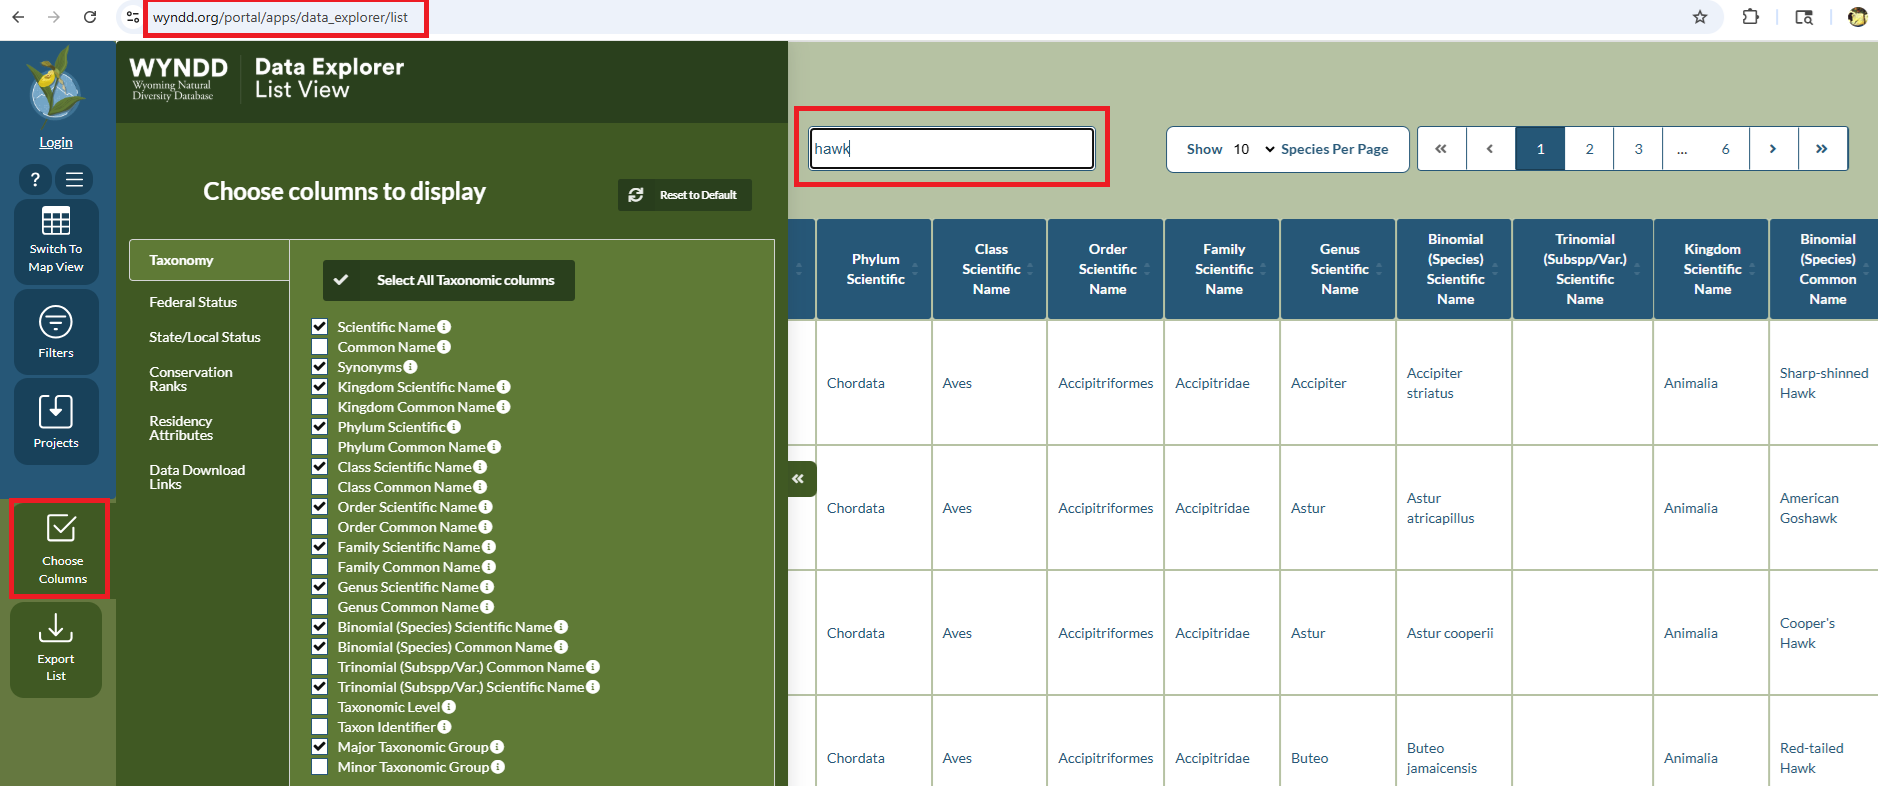 wyndd.org/portal/apps/data_explorer/list
WYNDD
Wyoming Natural
Diversity Database
Data Explorer
List View
Login
?
Switch To
Map View
Filters
Projects
Choose
Columns
Export
List
Choose columns to display
Reset to Default
Taxonomy
Federal Status
State/Local Status
Conservation
Ranks
Residency
Attributes
Data Download
Links
Select All Taxonomic columns
Scientific Name
Common Name
Synonyms
Kingdom Scientific Name
Kingdom Common Name
Phylum Scientific
Phylum Common Name
Class Scientific Name
Class Common Name
Order Scientific Name
Order Common Name
Family Scientific Name
Family Common Name
Genus Scientific Name
Genus Common Name
Binomial (Species) Scientific Name
Binomial (Species) Common Name
Trinomial (Subspp/Var.) Common Name
Trinomial (Subspp/Var.) Scientific Name
Taxonomic Level
Taxon Identifier
Major Taxonomic Group
Minor Taxonomic Group
hawk
Show 10 Species Per Page
« ‹ 1 2 3 ... 6 › »
«
Phylum
Scientific
Class
Scientific
Name
Order
Scientific
Name
Family
Scientific
Name
Genus
Scientific
Name
Binomial
(Species)
Scientific
Name
Trinomial
(Subspp/Var.)
Scientific
Name
Kingdom
Scientific
Name
Binomial
(Species)
Common
Name
Chordata
Aves
Accipitriformes
Accipitridae
Accipiter
Accipiter
striatus
Animalia
Sharp-shinned
Hawk
Chordata
Aves
Accipitriformes
Accipitridae
Astur
Astur
atricapillus
Animalia
American
Goshawk
Chordata
Aves
Accipitriformes
Accipitridae
Astur
Astur cooperii
Animalia
Cooper's
Hawk
Chordata
Aves
Accipitriformes
Accipitridae
Buteo
Buteo
jamaicensis
Animalia
Red-tailed
Hawk